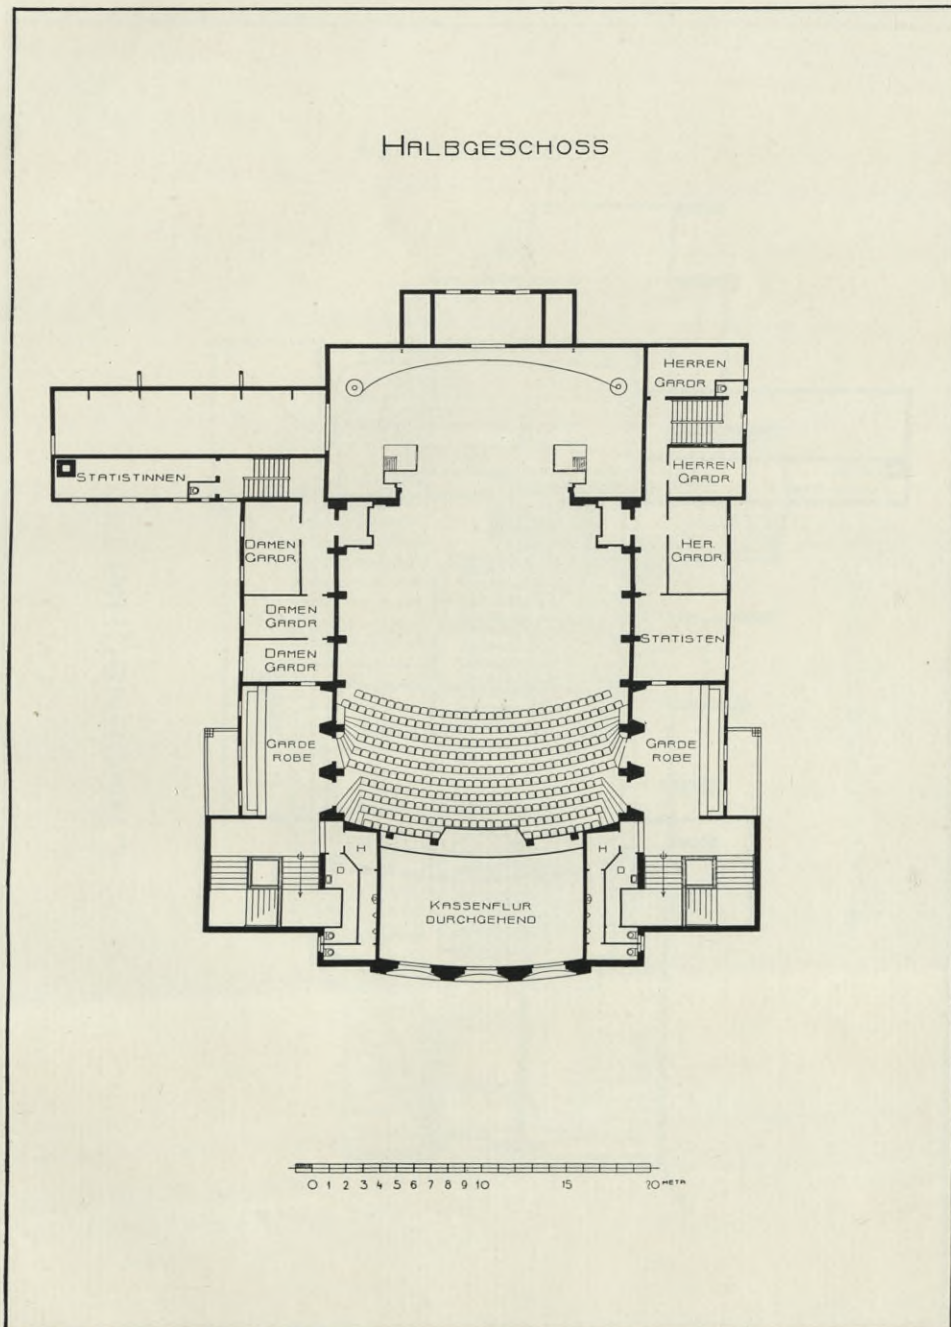 HALBGESCHOSS
HERREN
GARDR
STATISTINNEN
HERREN
GARDR
DAMEN
GARDR
HER.
GARDR
DAMEN
GARDR
STATISTEN
DAMEN
GARDR
GARDE
ROBE
GARDE
ROBE
H
H
KASSENFLUR
DURCHGEHEND
0 1 2 3 4 5 6 7 8 9 10 15 20 METR